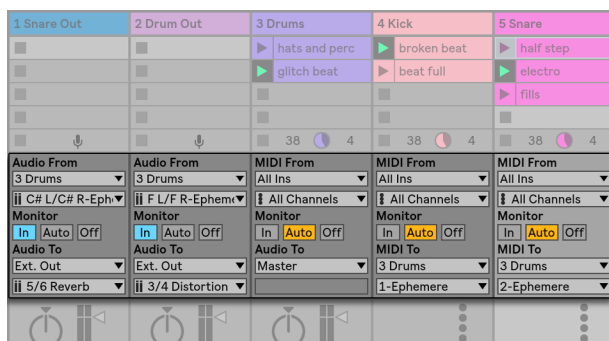 1 Snare Out
2 Drum Out
3 Drums
4 Kick
5 Snare
hats and perc
broken beat
half step
glitch beat
beat full
electro
fills
38
4
38
4
38
4
Audio From
Audio From
MIDI From
MIDI From
MIDI From
3 Drums
3 Drums
All Ins
All Ins
All Ins
C# L/C# R-Eph
F L/F R-Ephem
All Channels
All Channels
All Channels
Monitor
Monitor
Monitor
Monitor
Monitor
In Auto Off
In Auto Off
In Auto Off
In Auto Off
In Auto Off
Audio To
Audio To
Audio To
MIDI To
MIDI To
Ext. Out
Ext. Out
Master
3 Drums
3 Drums
5/6 Reverb
3/4 Distortion
1-Ephemere
2-Ephemere